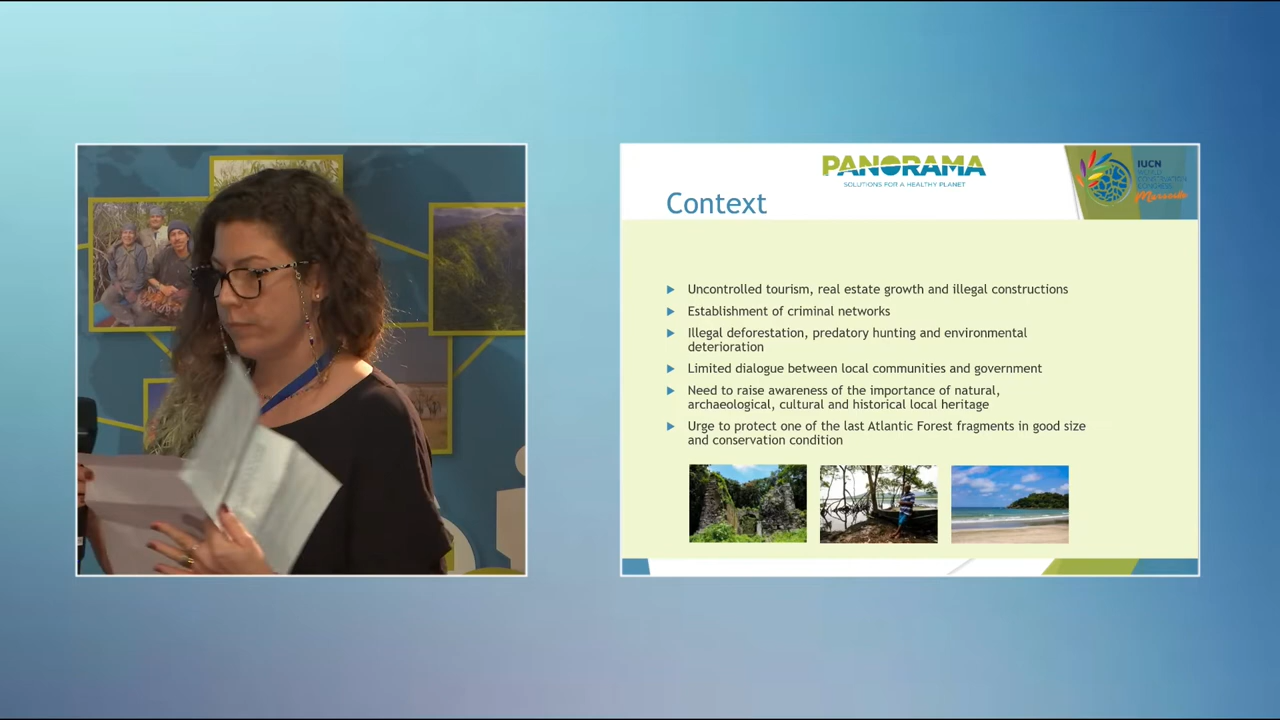 PANORAMA
SOLUTIONS FOR A HEALTHY PLANET
IUCN
WORLD
CONSERVATION
CONGRESS
Marseille
Context
Uncontrolled tourism, real estate growth and illegal constructions
Establishment of criminal networks
Illegal deforestation, predatory hunting and environmental
deterioration
Limited dialogue between local communities and government
Need to raise awareness of the importance of natural,
archaeological, cultural and historical local heritage
Urge to protect one of the last Atlantic Forest fragments in good size
and conservation condition